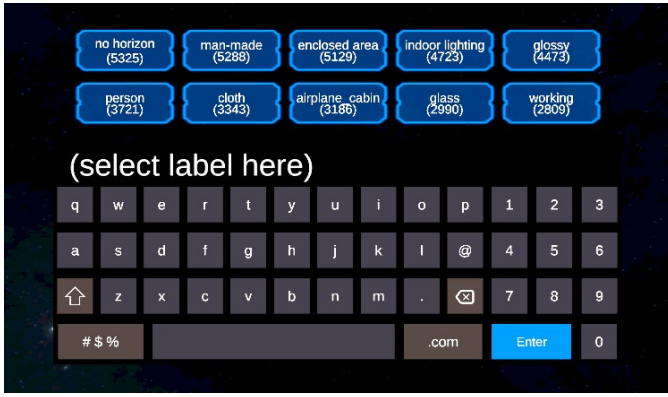 no horizon man-made enclosed area indoor lighting glossy
(5325) (5288) (5129) (4723) (4473)
person cloth airplane_cabin glass working
(3721) (3343) (3186) (2990) (2809)
(select label here)
q w e r t y u i o p 1 2 3
a s d f g h j k l @ 4 5 6
z x c v b n m . 7 8 9
#$% .com Enter 0